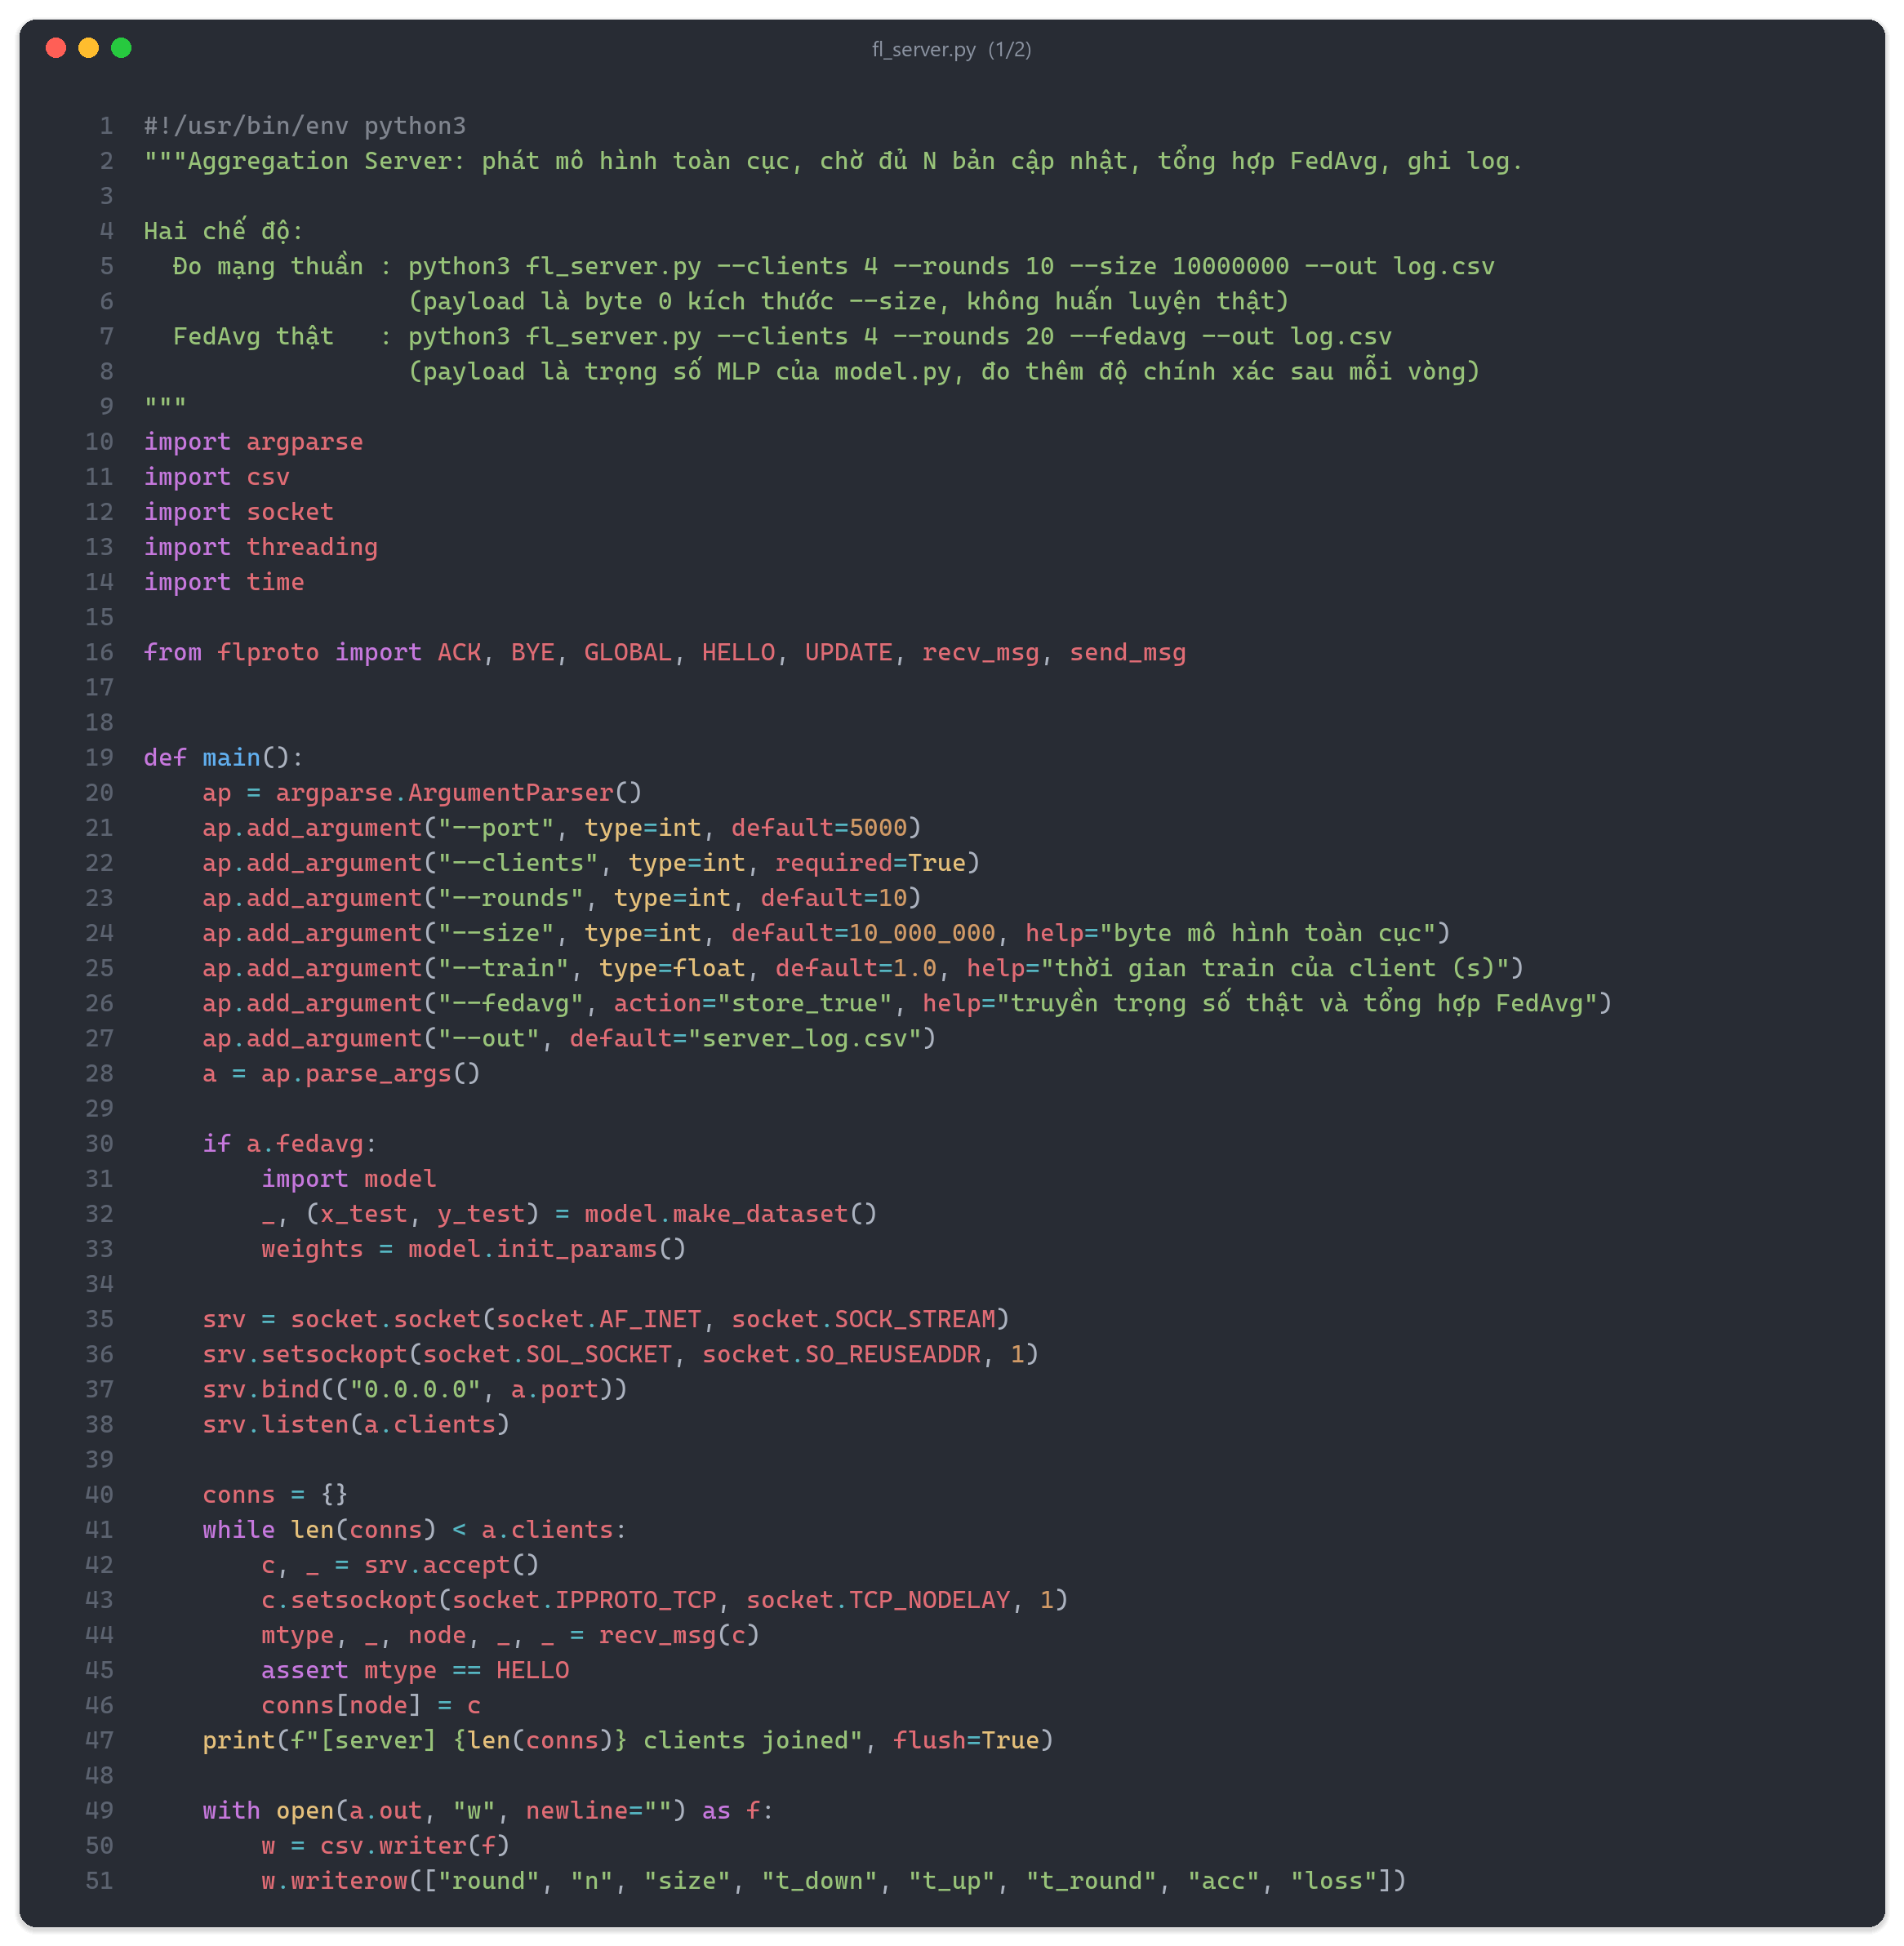 fl_server.py (1/2)
1 #!/usr/bin/env python3
2 """Aggregation Server: phát mô hình toàn cục, chờ đủ N bản cập nhật, tổng hợp FedAvg, ghi log.
3
4 Hai chế độ:
5   Đo mạng thuần : python3 fl_server.py --clients 4 --rounds 10 --size 10000000 --out log.csv
6                   (payload là byte 0 kích thước --size, không huấn luyện thật)
7   FedAvg thật   : python3 fl_server.py --clients 4 --rounds 20 --fedavg --out log.csv
8                   (payload là trọng số MLP của model.py, đo thêm độ chính xác sau mỗi vòng)
9 """
10 import argparse
11 import csv
12 import socket
13 import threading
14 import time
15
16 from flproto import ACK, BYE, GLOBAL, HELLO, UPDATE, recv_msg, send_msg
17
18
19 def main():
20     ap = argparse.ArgumentParser()
21     ap.add_argument("--port", type=int, default=5000)
22     ap.add_argument("--clients", type=int, required=True)
23     ap.add_argument("--rounds", type=int, default=10)
24     ap.add_argument("--size", type=int, default=10_000_000, help="byte mô hình toàn cục")
25     ap.add_argument("--train", type=float, default=1.0, help="thời gian train của client (s)")
26     ap.add_argument("--fedavg", action="store_true", help="truyền trọng số thật và tổng hợp FedAvg")
27     ap.add_argument("--out", default="server_log.csv")
28     a = ap.parse_args()
29
30     if a.fedavg:
31         import model
32         _, (x_test, y_test) = model.make_dataset()
33         weights = model.init_params()
34
35     srv = socket.socket(socket.AF_INET, socket.SOCK_STREAM)
36     srv.setsockopt(socket.SOL_SOCKET, socket.SO_REUSEADDR, 1)
37     srv.bind(("0.0.0.0", a.port))
38     srv.listen(a.clients)
39
40     conns = {}
41     while len(conns) < a.clients:
42         c, _ = srv.accept()
43         c.setsockopt(socket.IPPROTO_TCP, socket.TCP_NODELAY, 1)
44         mtype, _, node, _, _ = recv_msg(c)
45         assert mtype == HELLO
46         conns[node] = c
47     print(f"[server] {len(conns)} clients joined", flush=True)
48
49     with open(a.out, "w", newline="") as f:
50         w = csv.writer(f)
51         w.writerow(["round", "n", "size", "t_down", "t_up", "t_round", "acc", "loss"])